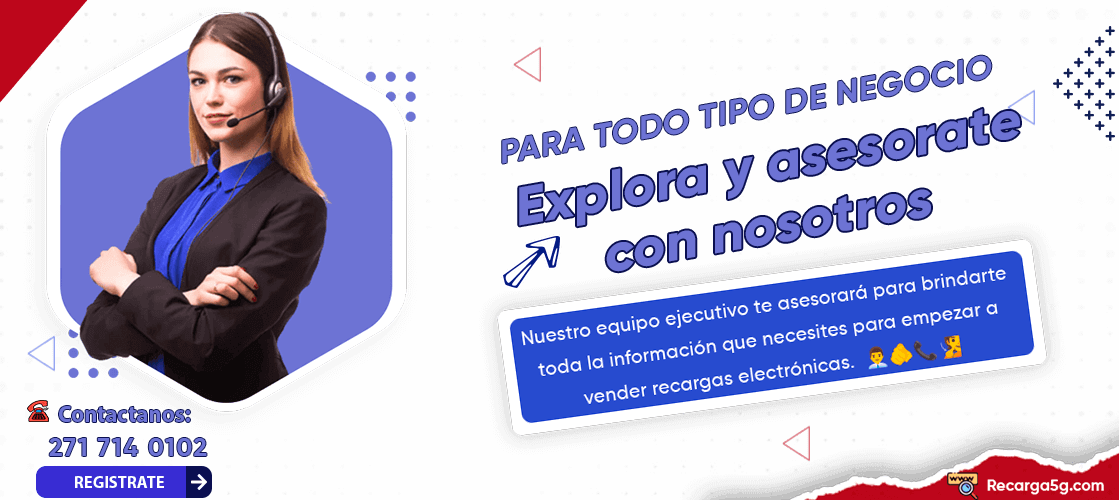 PARA TODO TIPO DE NEGOCIO
Explora y asesorate
con nosotros
Nuestro equipo ejecutivo te asesorará para brindarte
toda la información que necesites para empezar a
vender recargas electrónicas.
Contactanos:
271 714 0102
REGISTRATE
www
Recarga5g.com